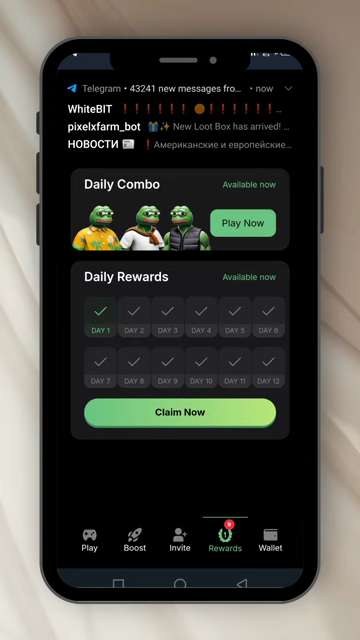 Telegram • 43241 new messages fro... • now
WhiteBIT ❗❗❗❗❗❗🟠❗❗❗❗❗...
pixelxfarm_bot 🎁✨ New Loot Box has arrived! ...
НОВОСТИ 📰 ❗Американские и европейские...
Daily Combo
Available now
Play Now
Daily Rewards
Available now
DAY 1 DAY 2 DAY 3 DAY 4 DAY 5 DAY 6
DAY 7 DAY 8 DAY 9 DAY 10 DAY 11 DAY 12
Claim Now
Play Boost Invite Rewards Wallet